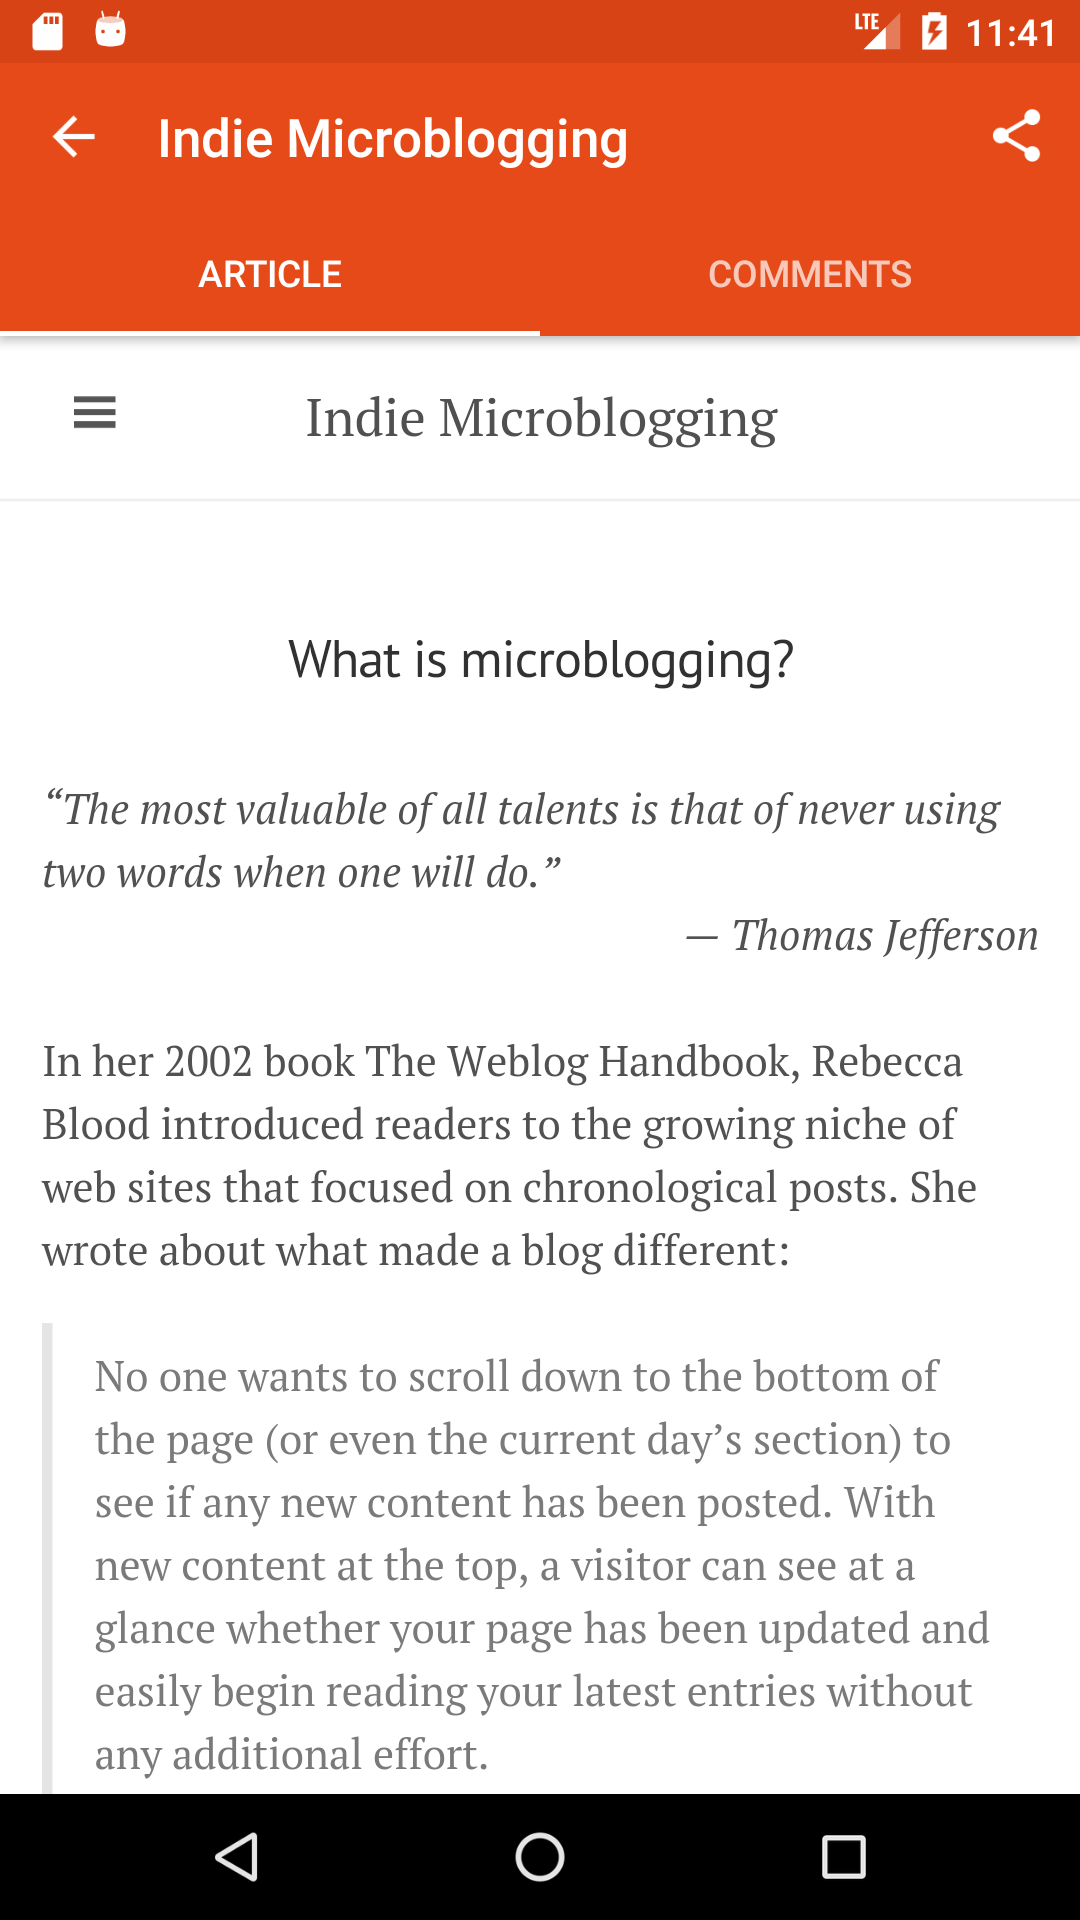 LTE 11:41
Indie Microblogging
ARTICLE COMMENTS
Indie Microblogging
What is microblogging?
“The most valuable of all talents is that of never using
two words when one will do.”
— Thomas Jefferson
In her 2002 book The Weblog Handbook, Rebecca
Blood introduced readers to the growing niche of
web sites that focused on chronological posts. She
wrote about what made a blog different:
No one wants to scroll down to the bottom of
the page (or even the current day’s section) to
see if any new content has been posted. With
new content at the top, a visitor can see at a
glance whether your page has been updated and
easily begin reading your latest entries without
any additional effort.